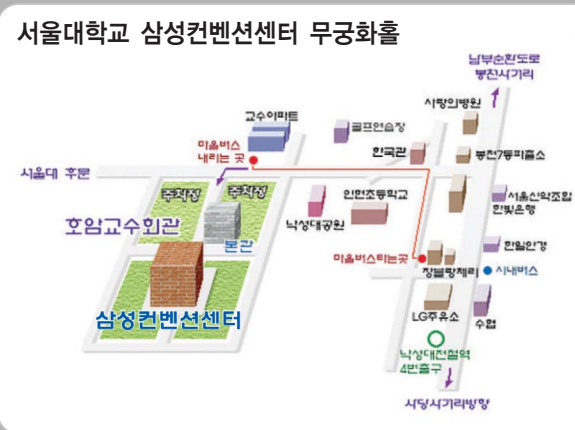 서울대학교 삼성컨벤션센터 무궁화홀
남부순환도로
봉천사거리
사랑의병원
교수아파트
골프연습장
마을버스
내리는 곳
한국관
봉천7동파출소
서울대 후문
주차장
주차장
인헌초등학교
서울신약조합
한빛은행
호암교수회관
낙성대공원
본관
한일안경
마을버스타는곳
장블랑제리
시내버스
삼성컨벤션센터
LG주유소
수협
낙성대전철역
4번출구
사당사거리방향